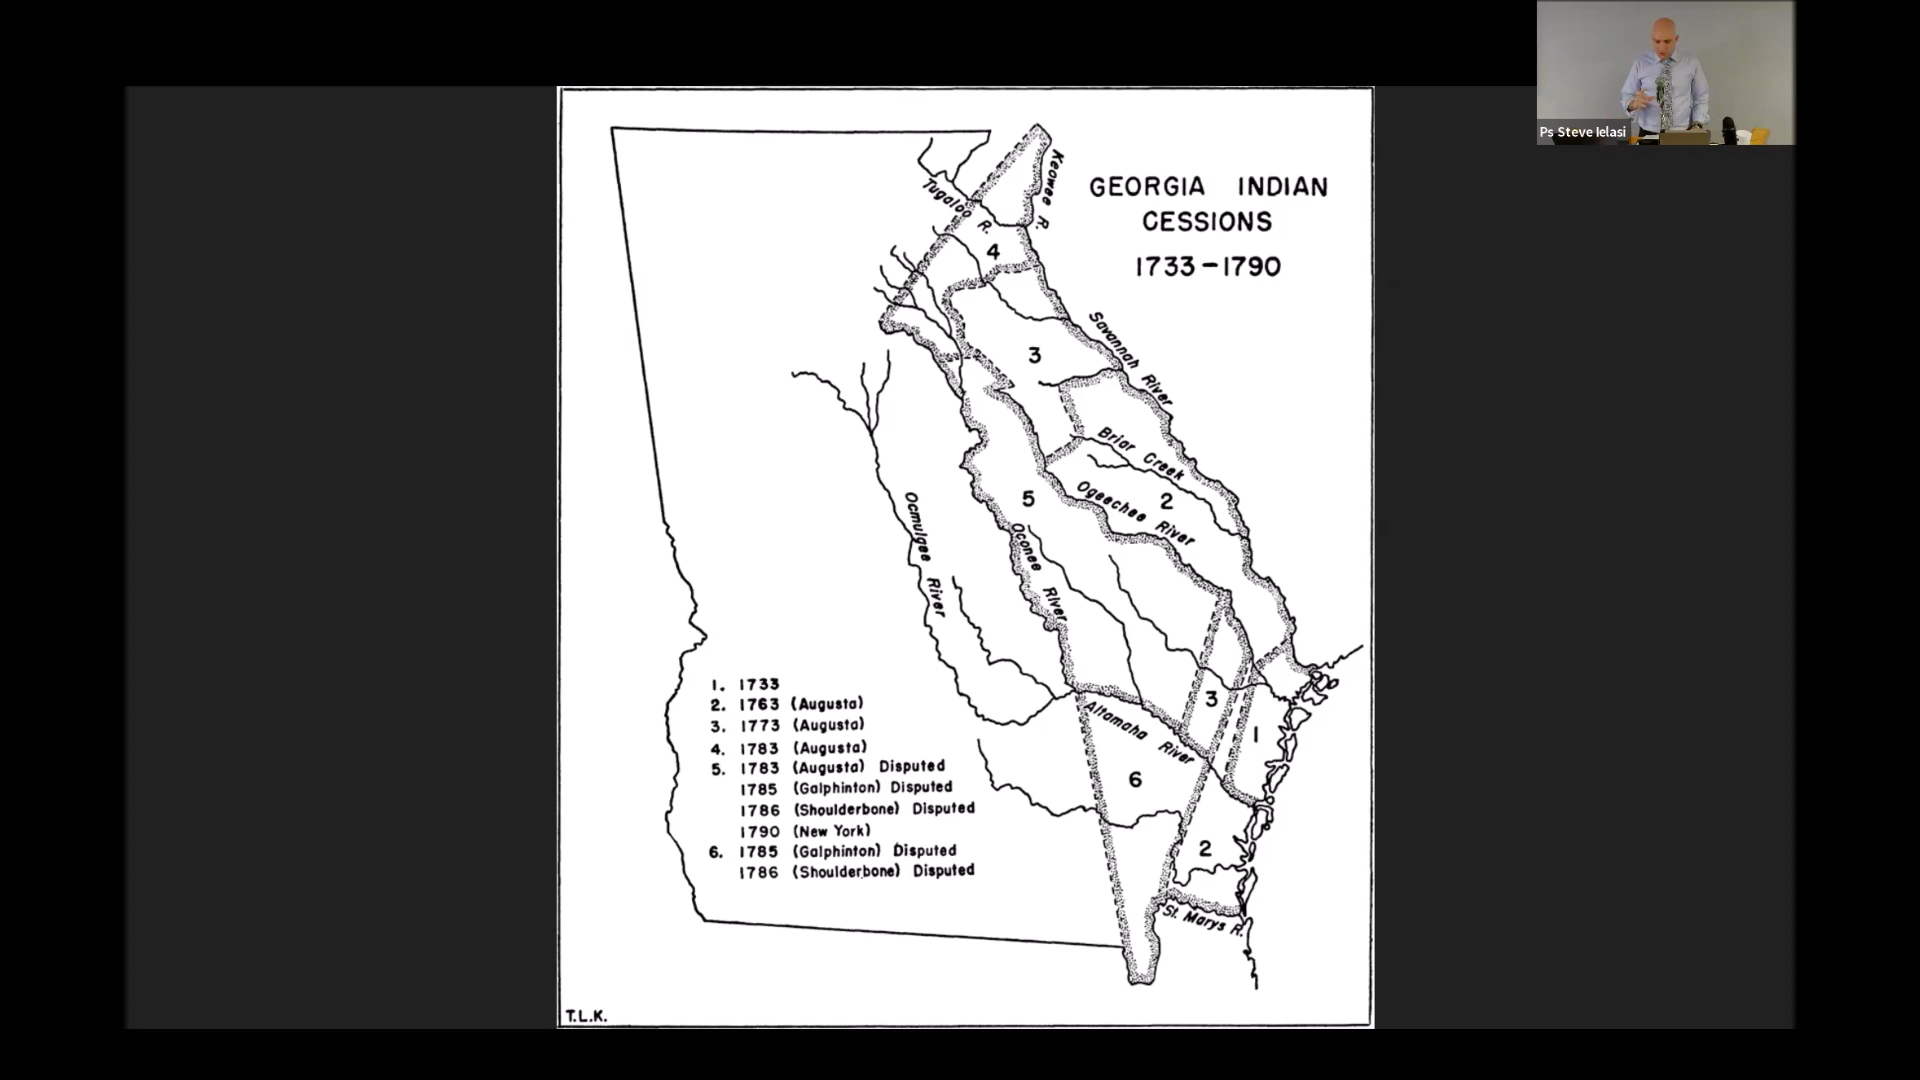 Ps Steve Ielasi
GEORGIA INDIAN
CESSIONS
1733-1790
Keowee R.
Tugaloo R.
4
Savannah River
3
Briar Creek
2
Ogeechee River
5
Ocmulgee River
Oconee River
3
1
Altamaha River
6
2
St. Marys R.
1. 1733
2. 1763 (Augusta)
3. 1773 (Augusta)
4. 1783 (Augusta)
5. 1783 (Augusta) Disputed
1785 (Galphinton) Disputed
1786 (Shoulderbone) Disputed
1790 (New York)
6. 1785 (Galphinton) Disputed
1786 (Shoulderbone) Disputed
T.L.K.